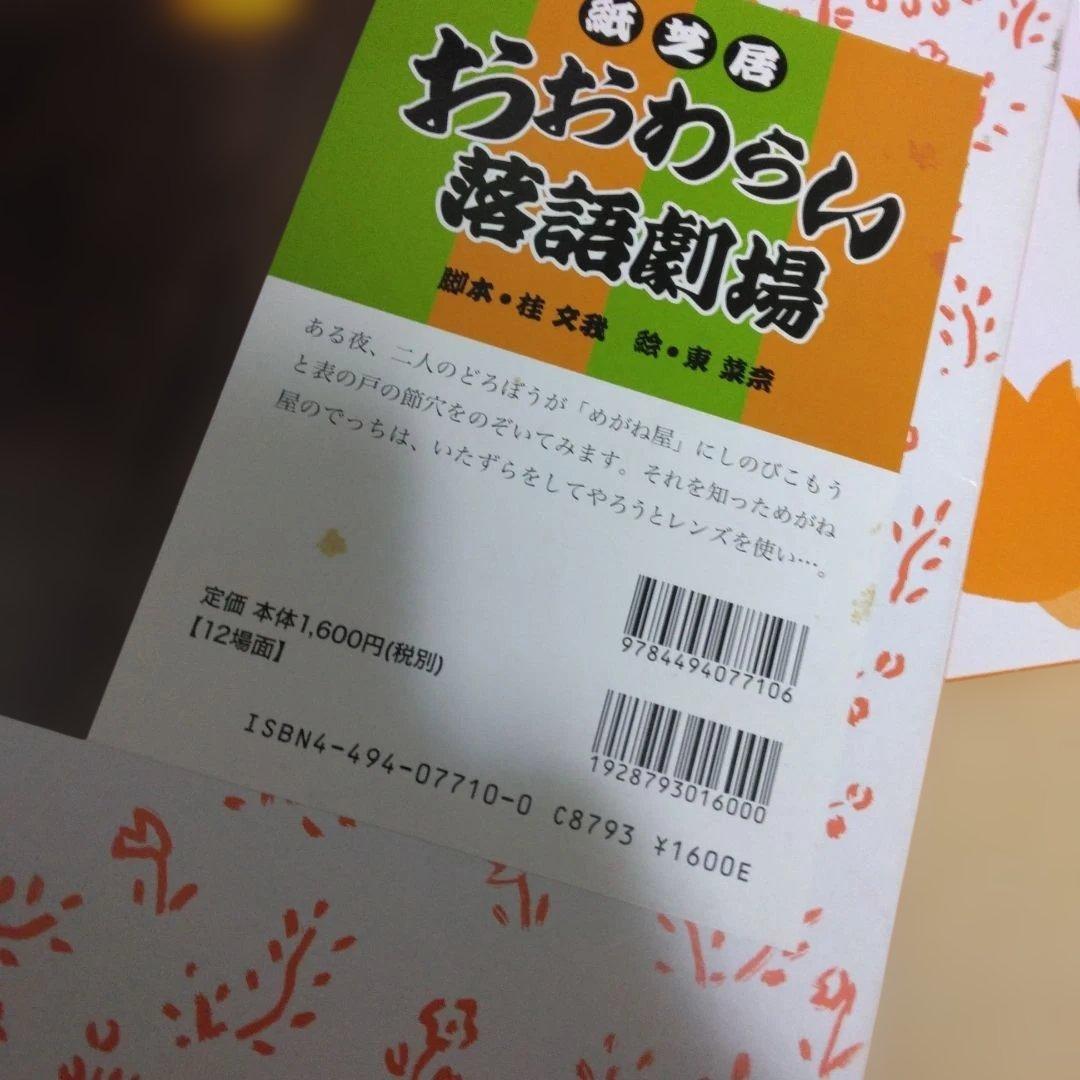 紙芝居
おおわらい
落語劇場
脚本・桂 文我 絵・東 菜奈
ある夜、二人のどろぼうが「めがね屋」にしのびこもう
と表の戸の節穴をのぞいてみます。それを知っためがね
屋のでっちは、いたずらをしてやろうとレンズを使い…。
定価 本体1,600円(税別)
【12場面】
9784494077106
1928793016000
ISBN4-494-07710-0 C8793 ¥1600E